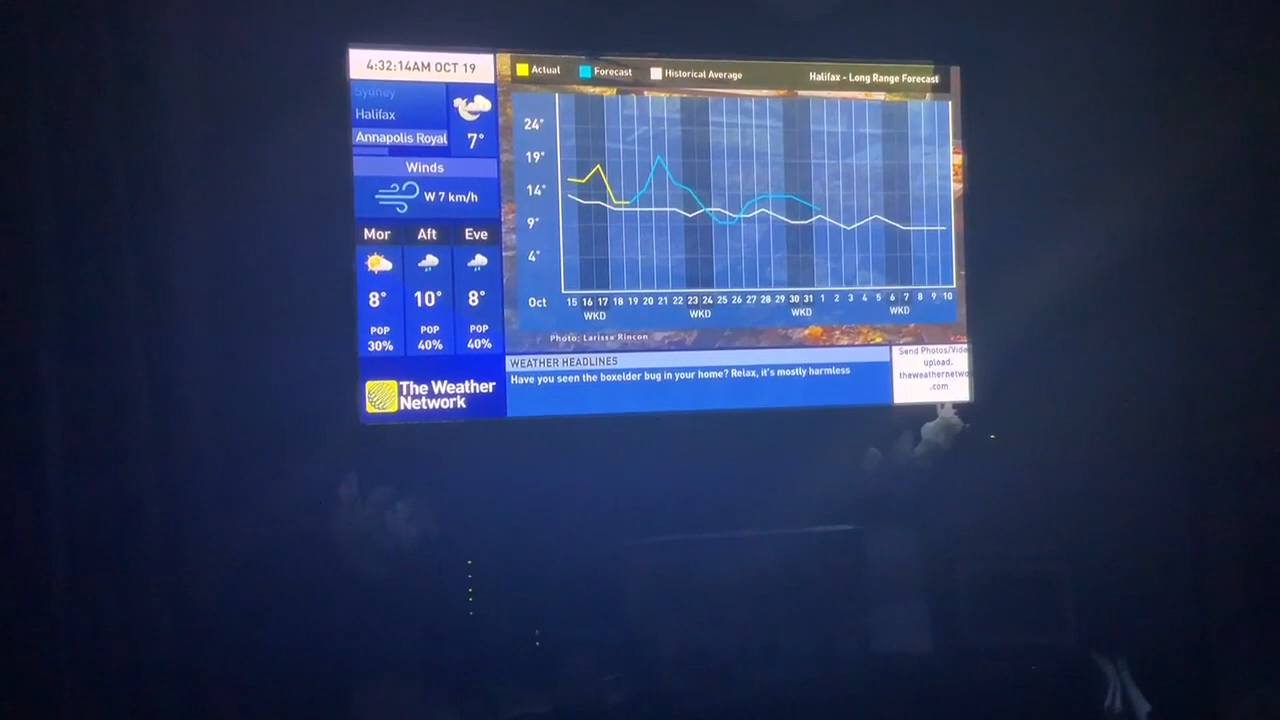 4:32:14AM OCT 19
Sydney
Halifax
Annapolis Royal
7°
Winds
W 7 km/h
Mor Aft Eve
8° 10° 8°
POP POP POP
30% 40% 40%
The Weather
Network
Actual Forecast Historical Average Halifax - Long Range Forecast
24°
19°
14°
9°
4°
Oct 15 16 17 18 19 20 21 22 23 24 25 26 27 28 29 30 31 1 2 3 4 5 6 7 8 9 10
WKD WKD WKD WKD
Photo: Larissa Rincon
WEATHER HEADLINES
Have you seen the boxelder bug in your home? Relax, it's mostly harmless
Send Photos/Vide
upload.
theweathernetwo
.com